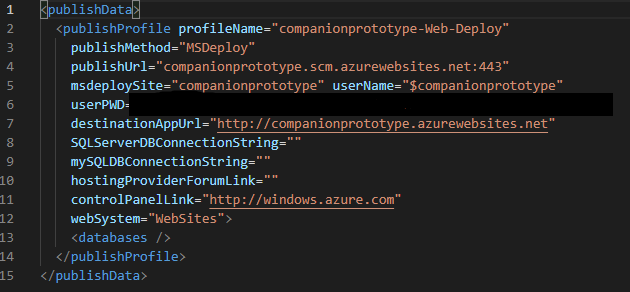 1 <publishData>
2 <publishProfile profileName="companionprototype-Web-Deploy"
3 publishMethod="MSDeploy"
4 publishUrl="companionprototype.scm.azurewebsites.net:443"
5 msdeploySite="companionprototype" userName="$companionprototype"
6 userPWD=
7 destinationAppUrl="http://companionprototype.azurewebsites.net"
8 SQLServerDBConnectionString=""
9 mySQLDBConnectionString=""
10 hostingProviderForumLink=""
11 controlPanelLink="http://windows.azure.com"
12 webSystem="WebSites">
13 <databases />
14 </publishProfile>
15 </publishData>